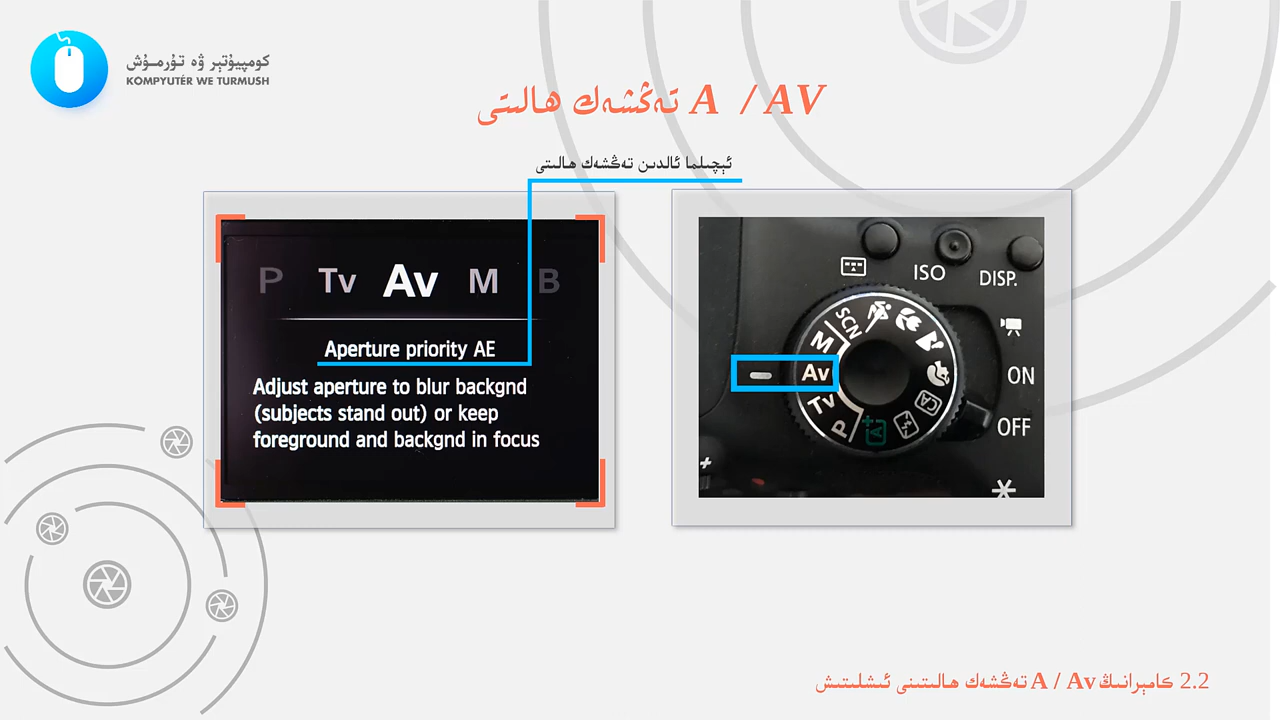 كومپيۇتېر ۋە تۇرمۇش
KOMPYUTÉR WE TURMUSH
A / AV تەڭشەك ھالىتى
ئېچىلما ئالدىن تەڭشەك ھالىتى
P Tv Av M B
Aperture priority AE
Adjust aperture to blur backgnd
(subjects stand out) or keep
foreground and backgnd in focus
ISO
DISP.
SCN
M
Av
Tv
P
CA
A+
ON
OFF
2.2 كامېرانىڭ A / Av تەڭشەك ھالىتىنى ئىشلىتىش